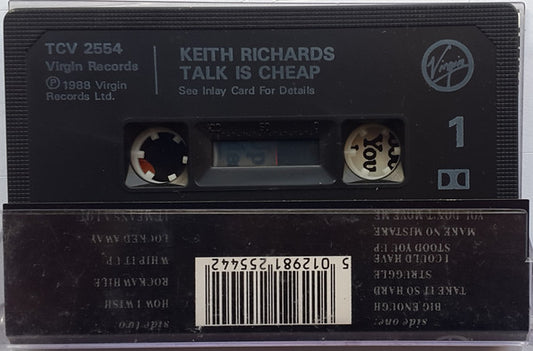 TCV 2554
Virgin Records
Ⓟ 1988 Virgin
Records Ltd.
KEITH RICHARDS
TALK IS CHEAP
See Inlay Card For Details
Virgin
1
50
You
side one:
BIG ENOUGH
TAKE IT SO HARD
STRUGGLE
I COULD HAVE
STOOD YOU UP
MAKE NO MISTAKE
YOU DON'T MOVE ME
5 012981 255442
side two
HOW I WISH
ROCKAWHILE
WHIP IT UP
LOCKED AWAY
IT MEANS A LOT